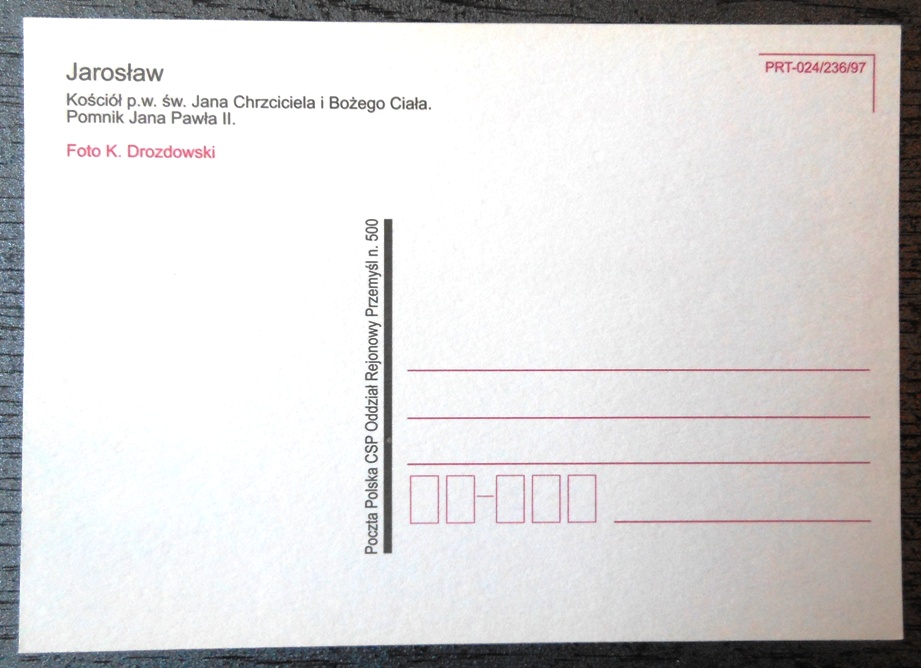 Jarosław
Kościół p.w. św. Jana Chrzciciela i Bożego Ciała.
Pomnik Jana Pawła II.
Foto K. Drozdowski
PRT-024/236/97
Poczta Polska CSP Oddział Rejonowy Przemyśl n. 500